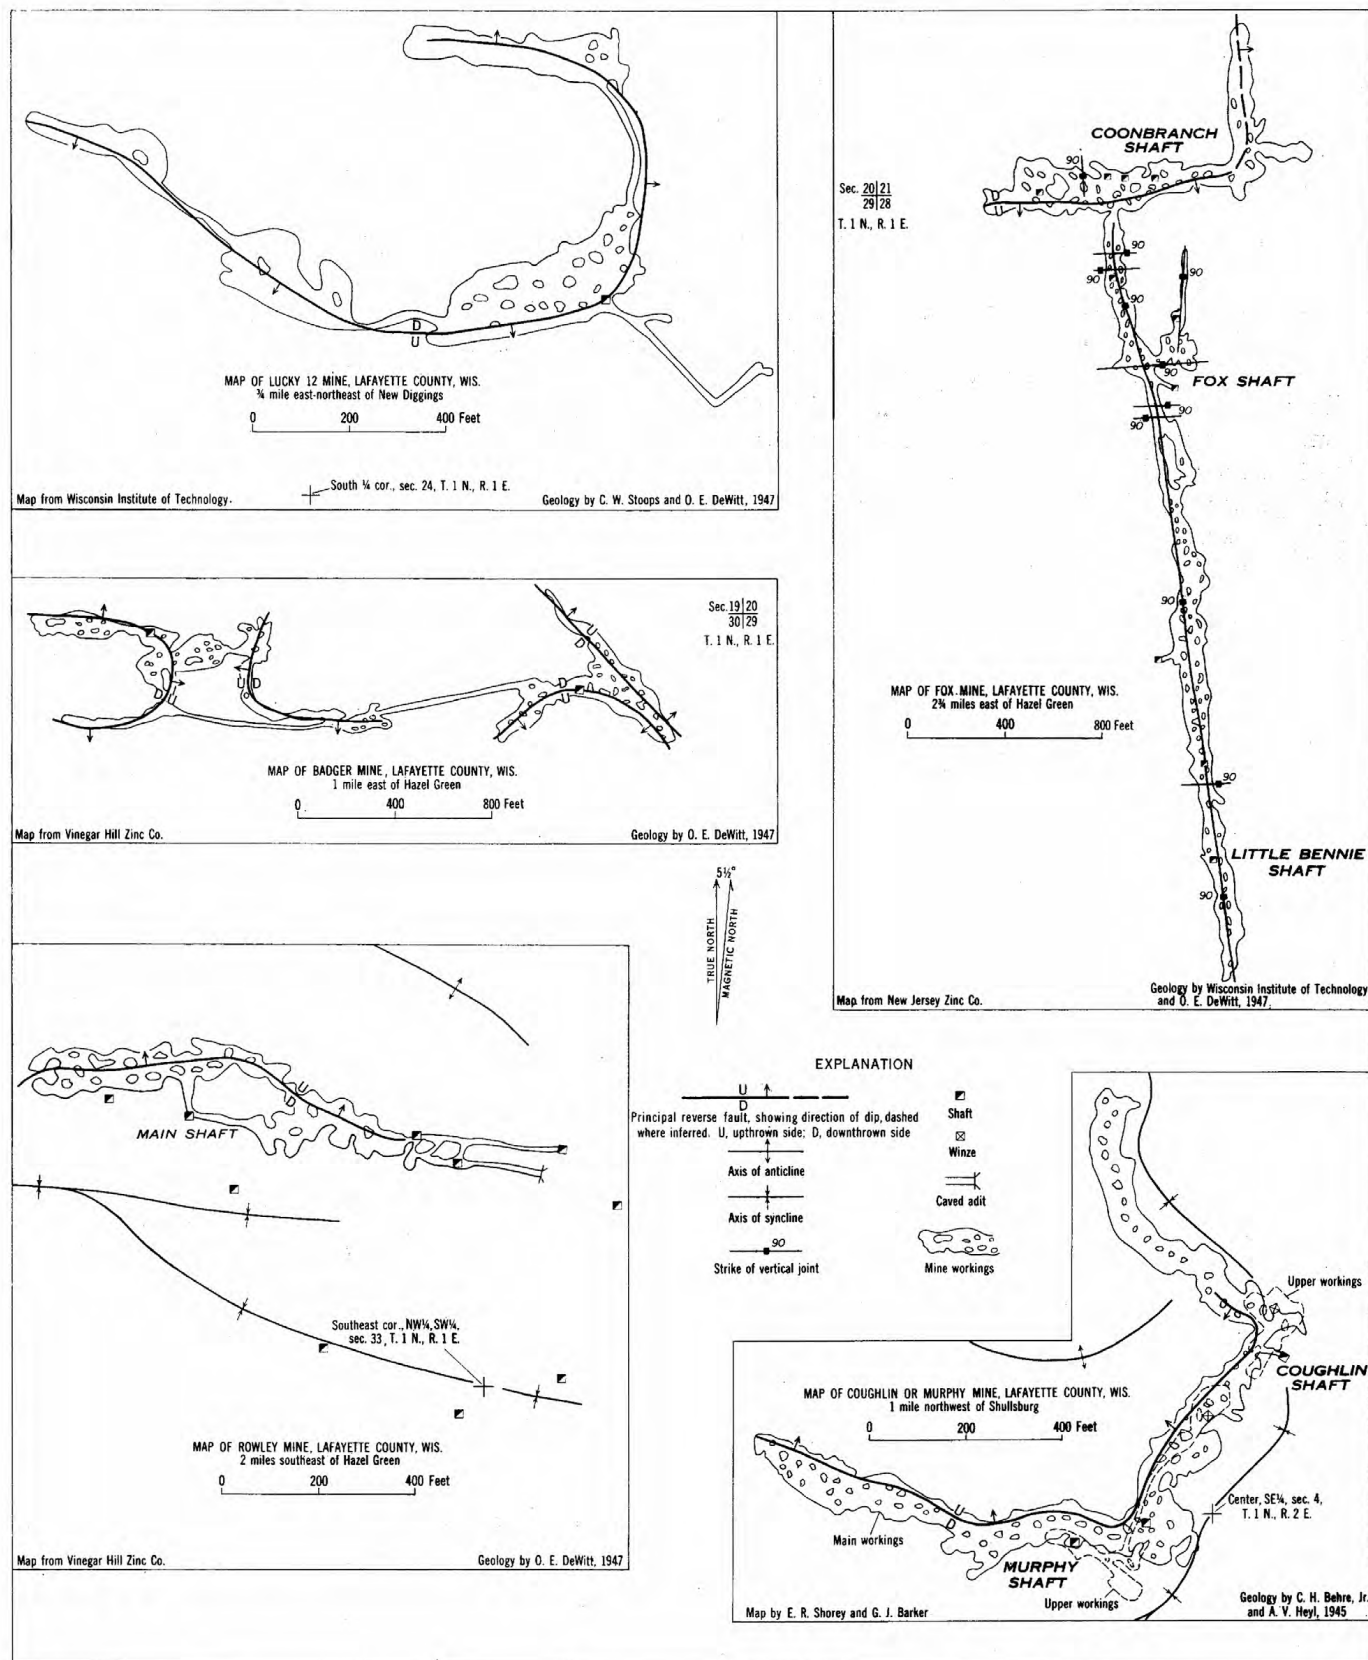 D
U
MAP OF LUCKY 12 MINE, LAFAYETTE COUNTY, WIS.
¾ mile east-northeast of New Diggings
0 200 400 Feet
South ¼ cor., sec. 24, T. 1 N., R. 1 E.
Map from Wisconsin Institute of Technology.
Geology by C. W. Stoops and O. E. DeWitt, 1947
COONBRANCH
SHAFT
90
Sec. 20|21
29|28
T. 1 N., R. 1 E.
D
U
90
90
90
90
90
FOX SHAFT
90
90
90
MAP OF FOX MINE, LAFAYETTE COUNTY, WIS.
2¾ miles east of Hazel Green
0 400 800 Feet
90
LITTLE BENNIE
SHAFT
90
Map from New Jersey Zinc Co.
Geology by Wisconsin Institute of Technology
and O. E. DeWitt, 1947.
Sec. 19|20
30|29
T. 1 N., R. 1 E.
U
D
D
U
U D
D
U
MAP OF BADGER MINE, LAFAYETTE COUNTY, WIS.
1 mile east of Hazel Green
0 400 800 Feet
Map from Vinegar Hill Zinc Co.
Geology by O. E. DeWitt, 1947
5½°
TRUE NORTH
MAGNETIC NORTH
U
D
MAIN SHAFT
Southeast cor., NW¼, SW¼,
sec. 33, T. 1 N., R. 1 E.
MAP OF ROWLEY MINE, LAFAYETTE COUNTY, WIS.
2 miles southeast of Hazel Green
0 200 400 Feet
Map from Vinegar Hill Zinc Co.
Geology by O. E. DeWitt, 1947
EXPLANATION
U
D
Principal reverse fault, showing direction of dip, dashed
where inferred. U, upthrown side; D, downthrown side
Axis of anticline
Axis of syncline
90
Strike of vertical joint
Shaft
Winze
Caved adit
Mine workings
Upper workings
COUGHLIN
SHAFT
MAP OF COUGHLIN OR MURPHY MINE, LAFAYETTE COUNTY, WIS.
1 mile northwest of Shullsburg
0 200 400 Feet
Center, SE¼, sec. 4,
T. 1 N., R. 2 E.
U
D
Main workings
MURPHY
SHAFT
Upper workings
Map by E. R. Shorey and G. J. Barker
Geology by C. H. Behre, Jr.
and A. V. Heyl, 1945